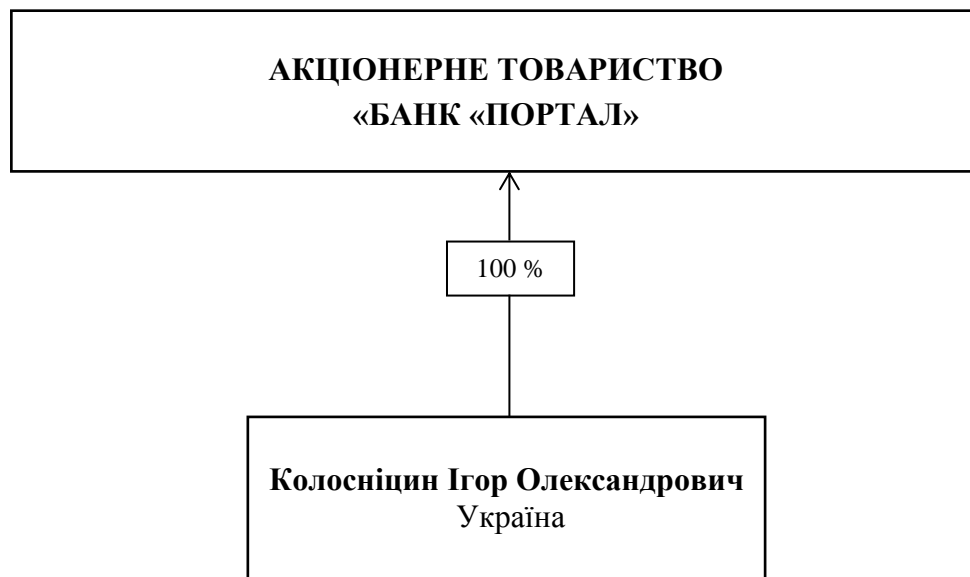 АКЦІОНЕРНЕ ТОВАРИСТВО
«БАНК «ПОРТАЛ»
100 %
Колосніцин Ігор Олександрович
Україна